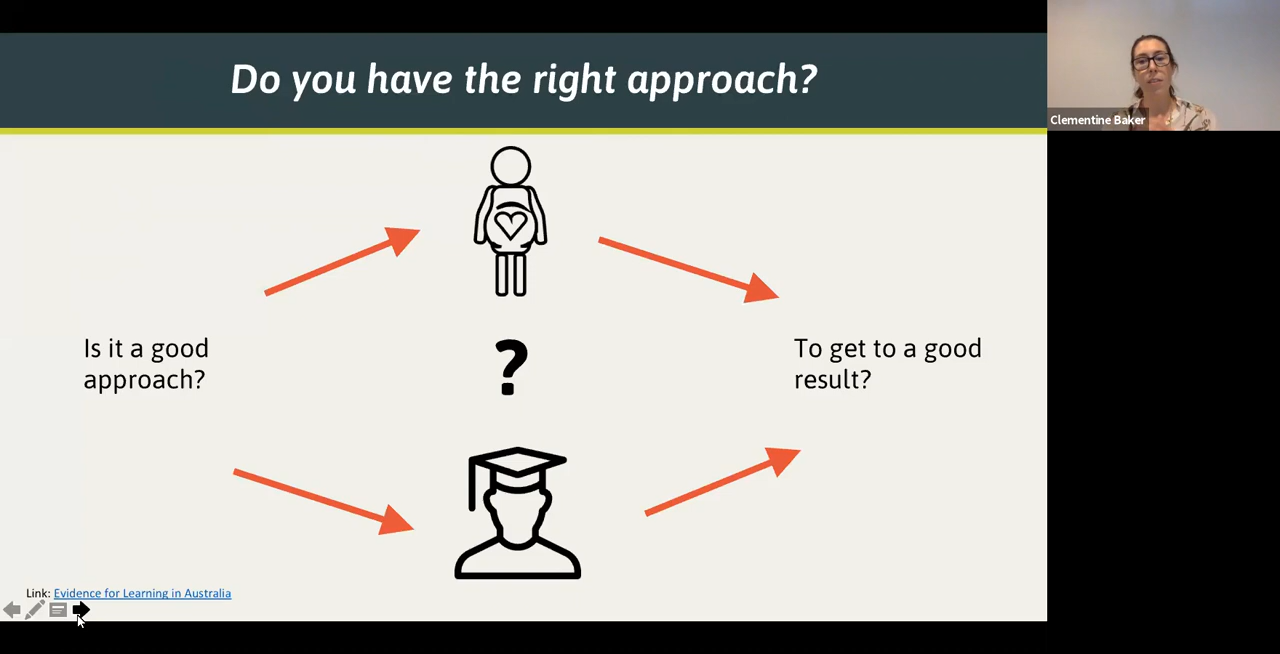 Do you have the right approach?
Clementine Baker
Is it a good
approach?
?
To get to a good
result?
Link: Evidence for Learning in Australia